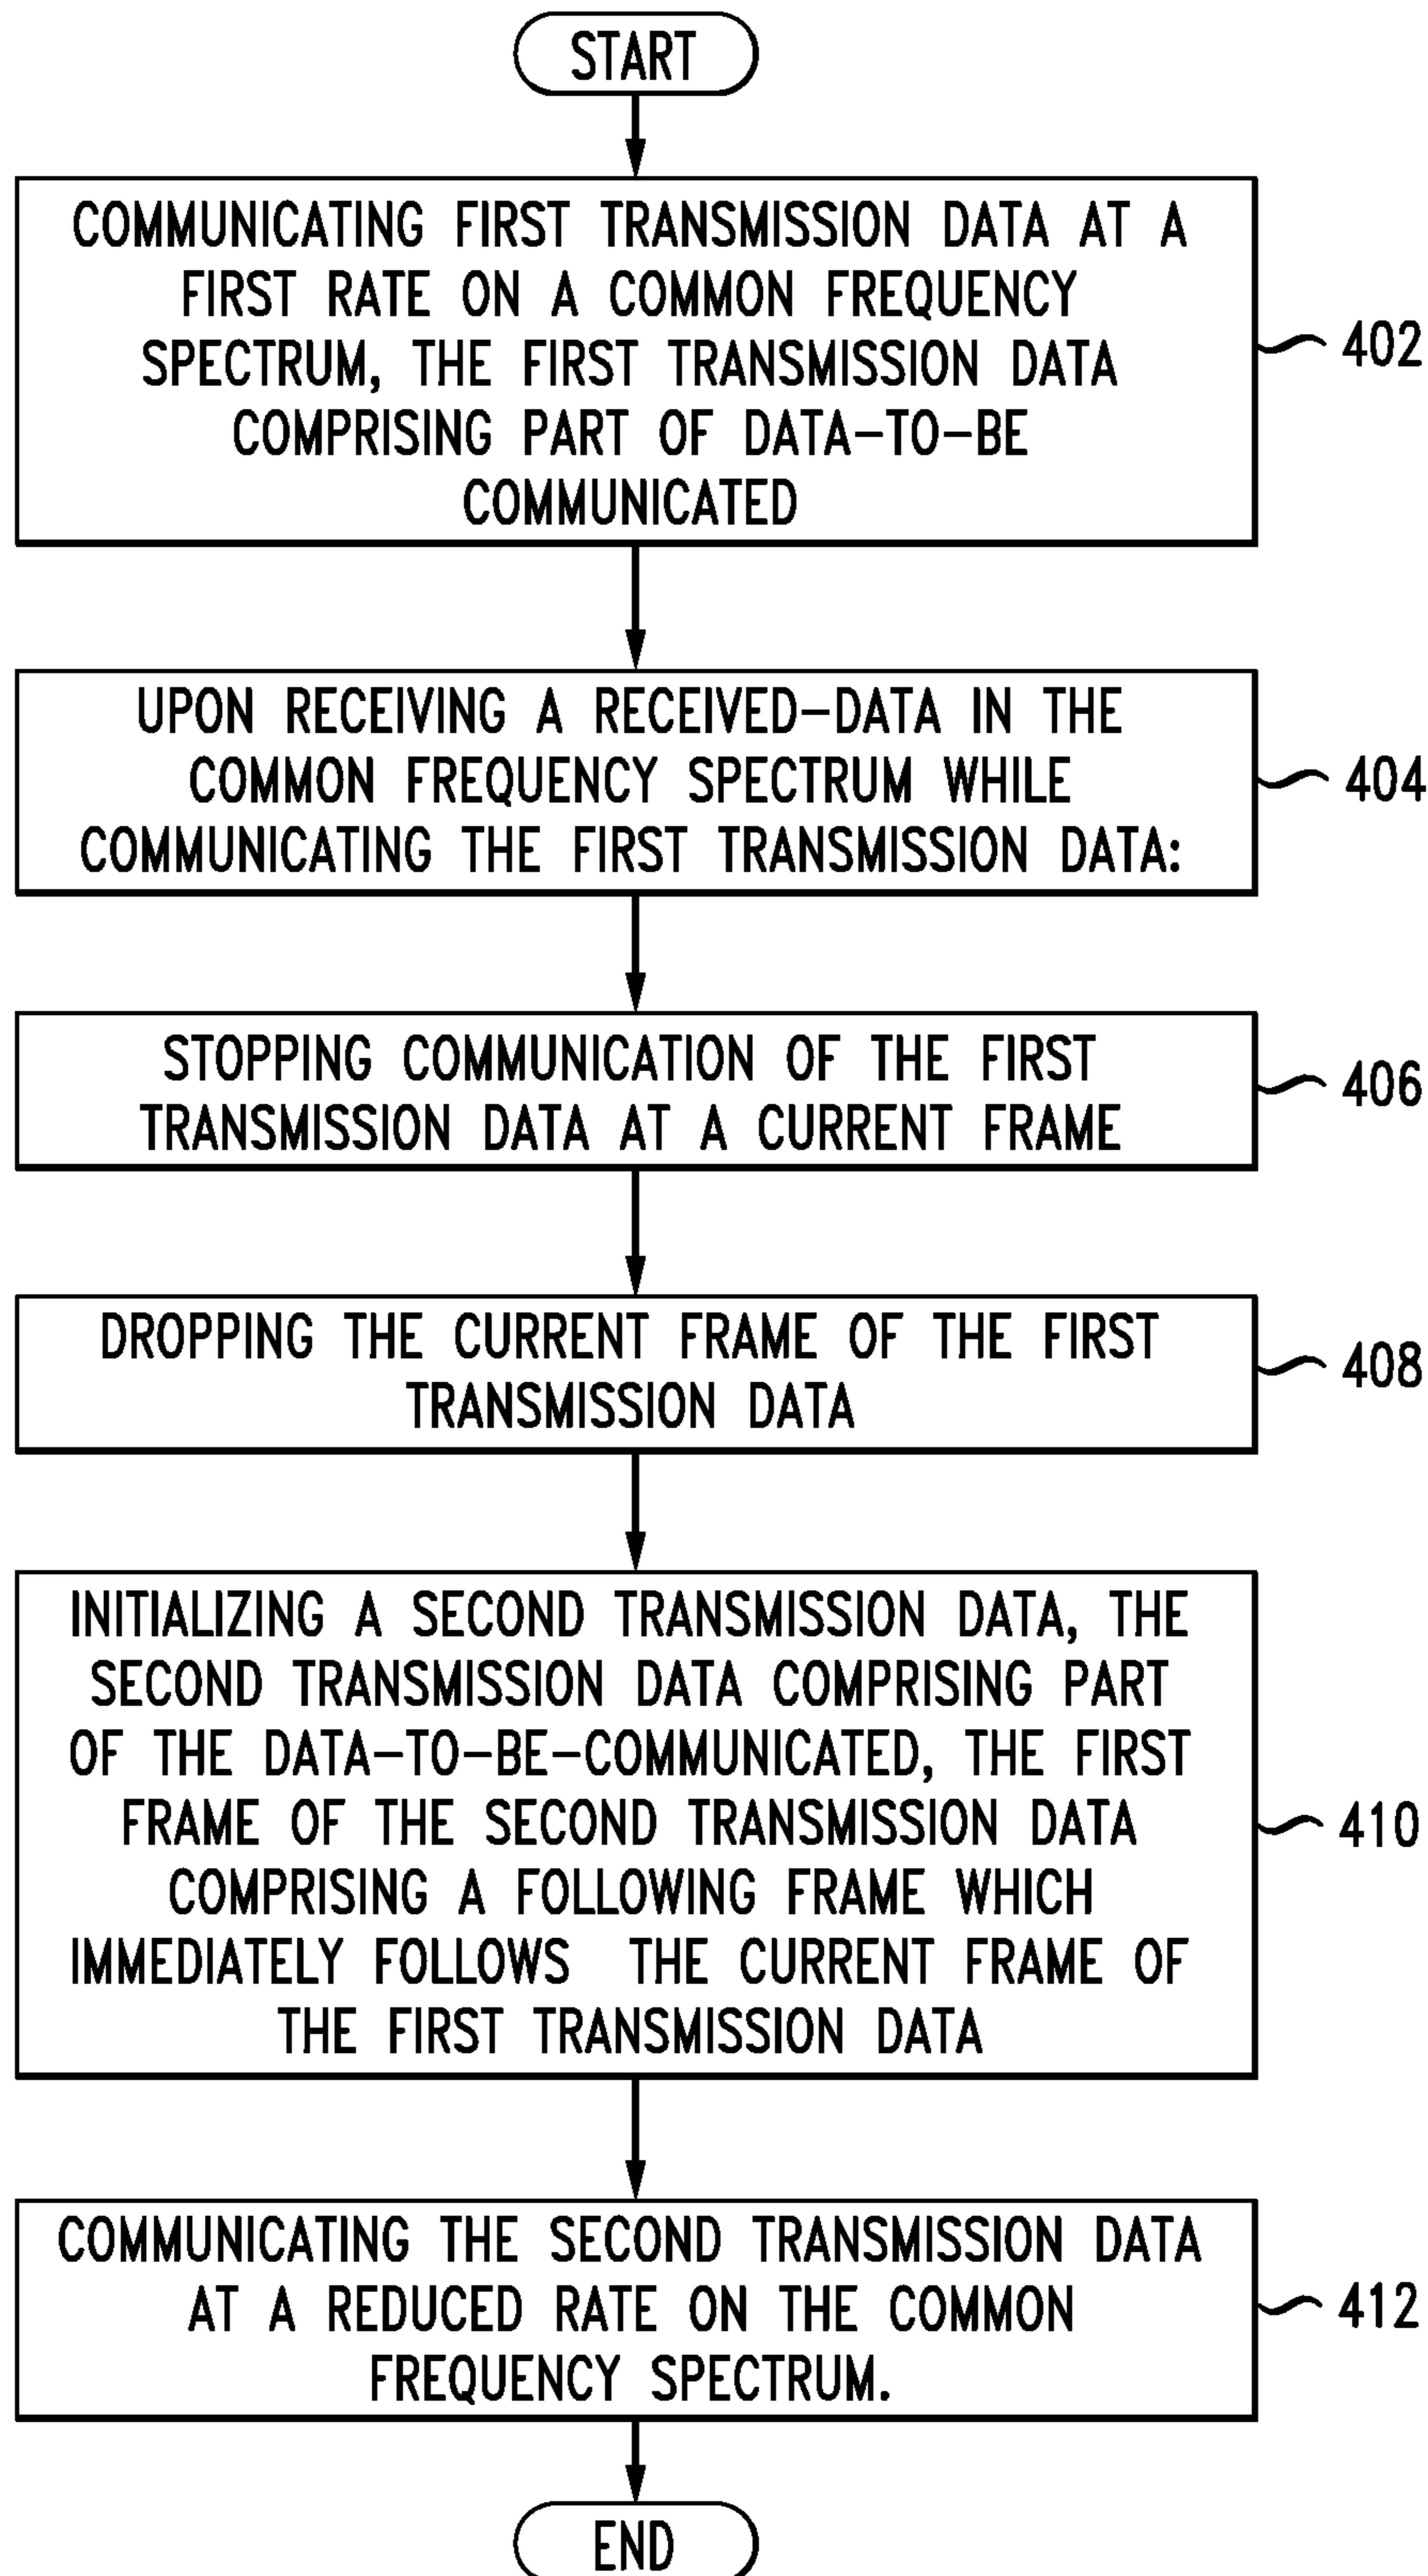 START
COMMUNICATING FIRST TRANSMISSION DATA AT A
FIRST RATE ON A COMMON FREQUENCY
SPECTRUM, THE FIRST TRANSMISSION DATA
COMPRISING PART OF DATA-TO-BE
COMMUNICATED
402
UPON RECEIVING A RECEIVED-DATA IN THE
COMMON FREQUENCY SPECTRUM WHILE
COMMUNICATING THE FIRST TRANSMISSION DATA:
404
STOPPING COMMUNICATION OF THE FIRST
TRANSMISSION DATA AT A CURRENT FRAME
406
DROPPING THE CURRENT FRAME OF THE FIRST
TRANSMISSION DATA
408
INITIALIZING A SECOND TRANSMISSION DATA, THE
SECOND TRANSMISSION DATA COMPRISING PART
OF THE DATA-TO-BE-COMMUNICATED, THE FIRST
FRAME OF THE SECOND TRANSMISSION DATA
COMPRISING A FOLLOWING FRAME WHICH
IMMEDIATELY FOLLOWS THE CURRENT FRAME OF
THE FIRST TRANSMISSION DATA
410
COMMUNICATING THE SECOND TRANSMISSION DATA
AT A REDUCED RATE ON THE COMMON
FREQUENCY SPECTRUM.
412
END